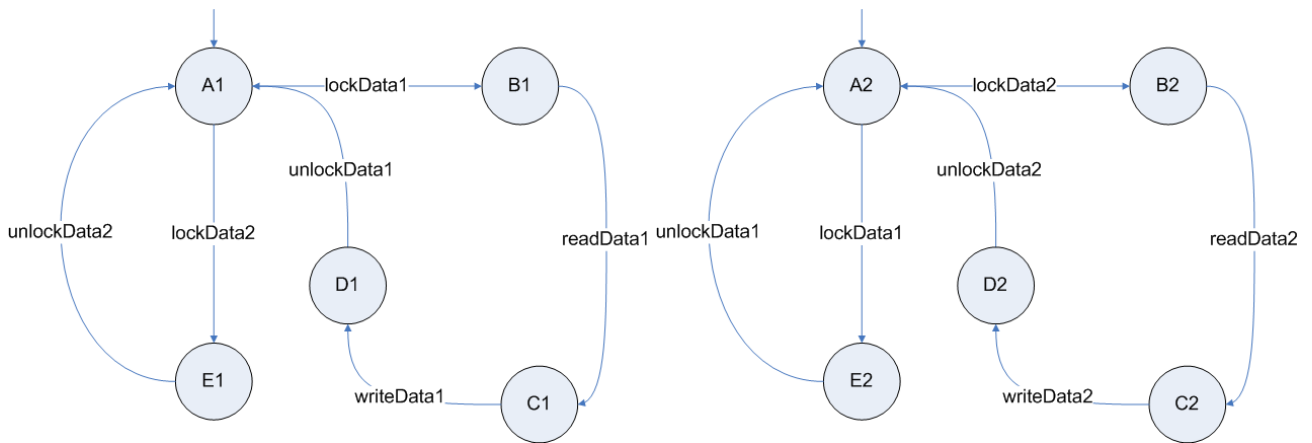 A1
lockData1
B1
unlockData1
unlockData2
lockData2
readData1
D1
E1
writeData1
C1
A2
lockData2
B2
unlockData2
unlockData1
lockData1
readData2
D2
E2
writeData2
C2